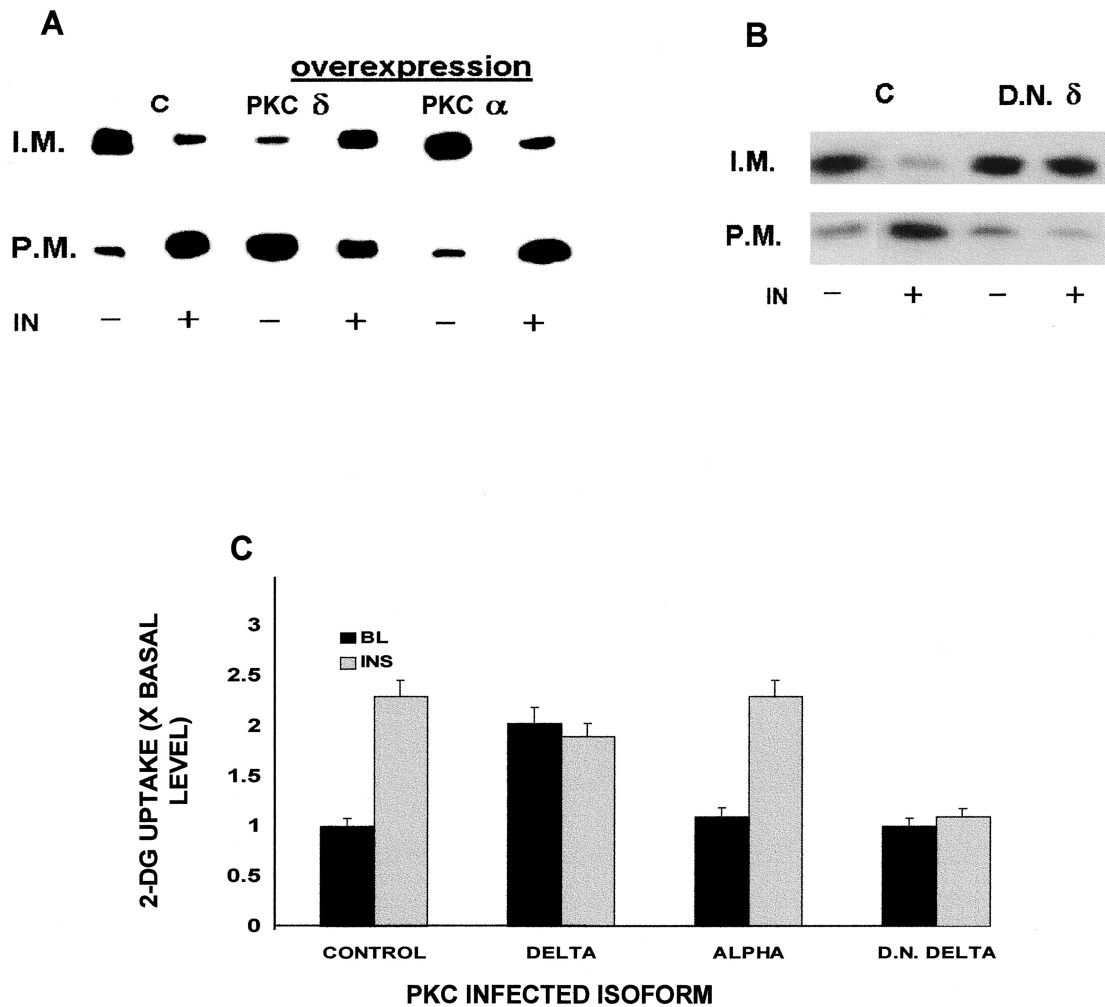 A
overexpression
C PKC δ PKC α
I.M.
P.M.
IN − + − + − +
B
C D.N. δ
I.M.
P.M.
IN − + − +
C
2-DG UPTAKE (X BASAL
LEVEL)
3
2.5
2
1.5
1
0.5
0
BL
INS
CONTROL DELTA ALPHA D.N. DELTA
PKC INFECTED ISOFORM